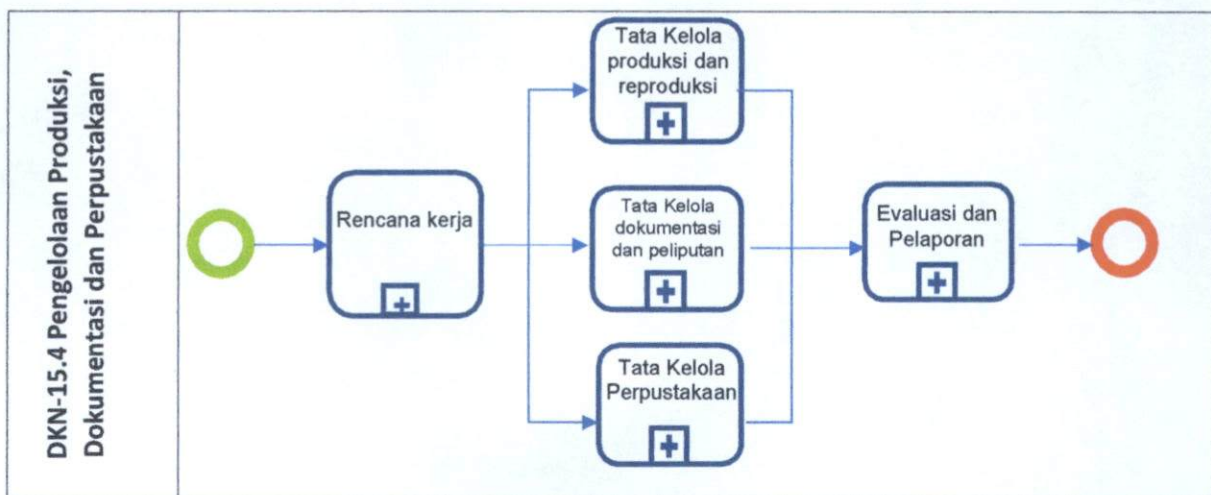 DKN-15.4 Pengelolaan Produksi,
Dokumentasi dan Perpustakaan
Rencana kerja
Tata Kelola
produksi dan
reproduksi
Tata Kelola
dokumentasi
dan peliputan
Tata Kelola
Perpustakaan
Evaluasi dan
Pelaporan